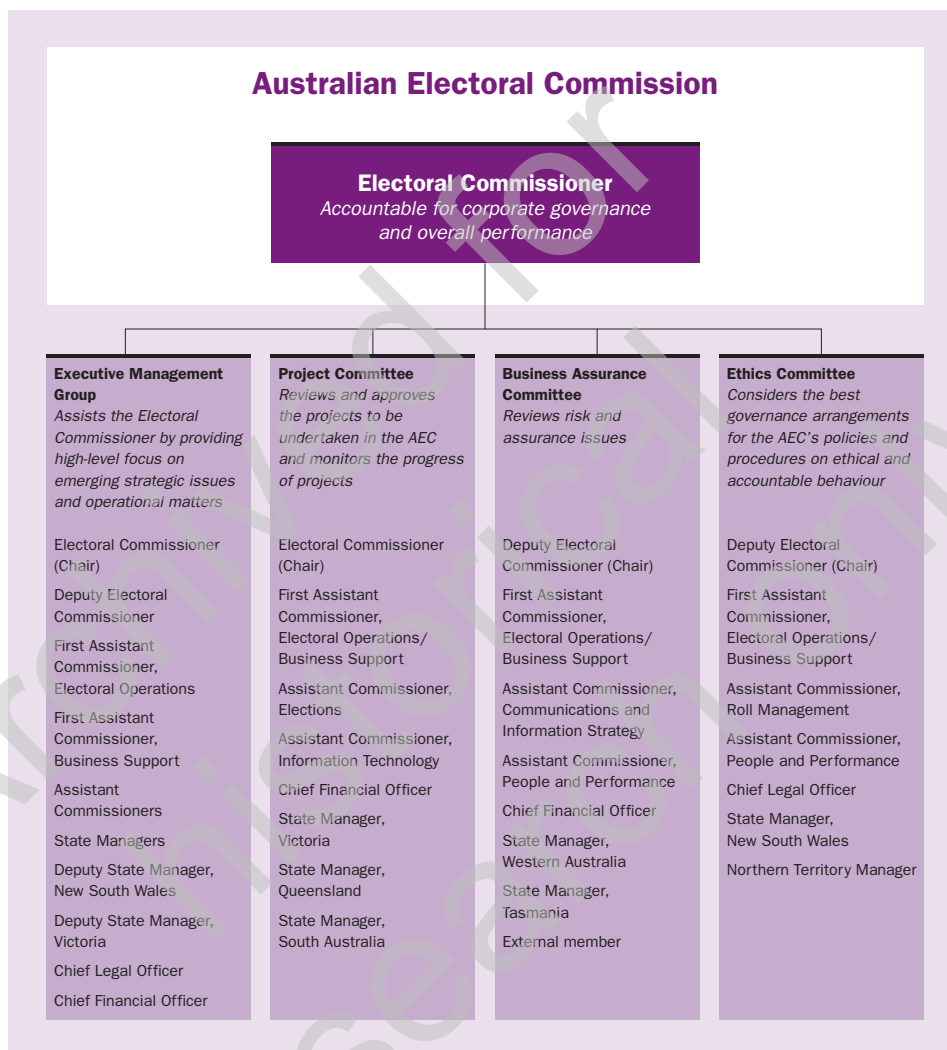 Australian Electoral Commission
Electoral Commissioner
Accountable for corporate governance
and overall performance
Executive Management
Group
Assists the Electoral
Commissioner by providing
high-level focus on
emerging strategic issues
and operational matters
Electoral Commissioner
(Chair)
Deputy Electoral
Commissioner
First Assistant
Commissioner,
Electoral Operations
First Assistant
Commissioner,
Business Support
Assistant
Commissioners
State Managers
Deputy State Manager,
New South Wales
Deputy State Manager,
Victoria
Chief Legal Officer
Chief Financial Officer
Project Committee
Reviews and approves
the projects to be
undertaken in the AEC
and monitors the progress
of projects
Electoral Commissioner
(Chair)
First Assistant
Commissioner,
Electoral Operations/
Business Support
Assistant Commissioner,
Elections
Assistant Commissioner,
Information Technology
Chief Financial Officer
State Manager,
Victoria
State Manager,
Queensland
State Manager,
South Australia
Business Assurance
Committee
Reviews risk and
assurance issues
Deputy Electoral
Commissioner (Chair)
First Assistant
Commissioner,
Electoral Operations/
Business Support
Assistant Commissioner,
Communications and
Information Strategy
Assistant Commissioner,
People and Performance
Chief Financial Officer
State Manager,
Western Australia
State Manager,
Tasmania
External member
Ethics Committee
Considers the best
governance arrangements
for the AEC's policies and
procedures on ethical and
accountable behaviour
Deputy Electoral
Commissioner (Chair)
First Assistant
Commissioner,
Electoral Operations/
Business Support
Assistant Commissioner,
Roll Management
Assistant Commissioner,
People and Performance
Chief Legal Officer
State Manager,
New South Wales
Northern Territory Manager
for
historical
only